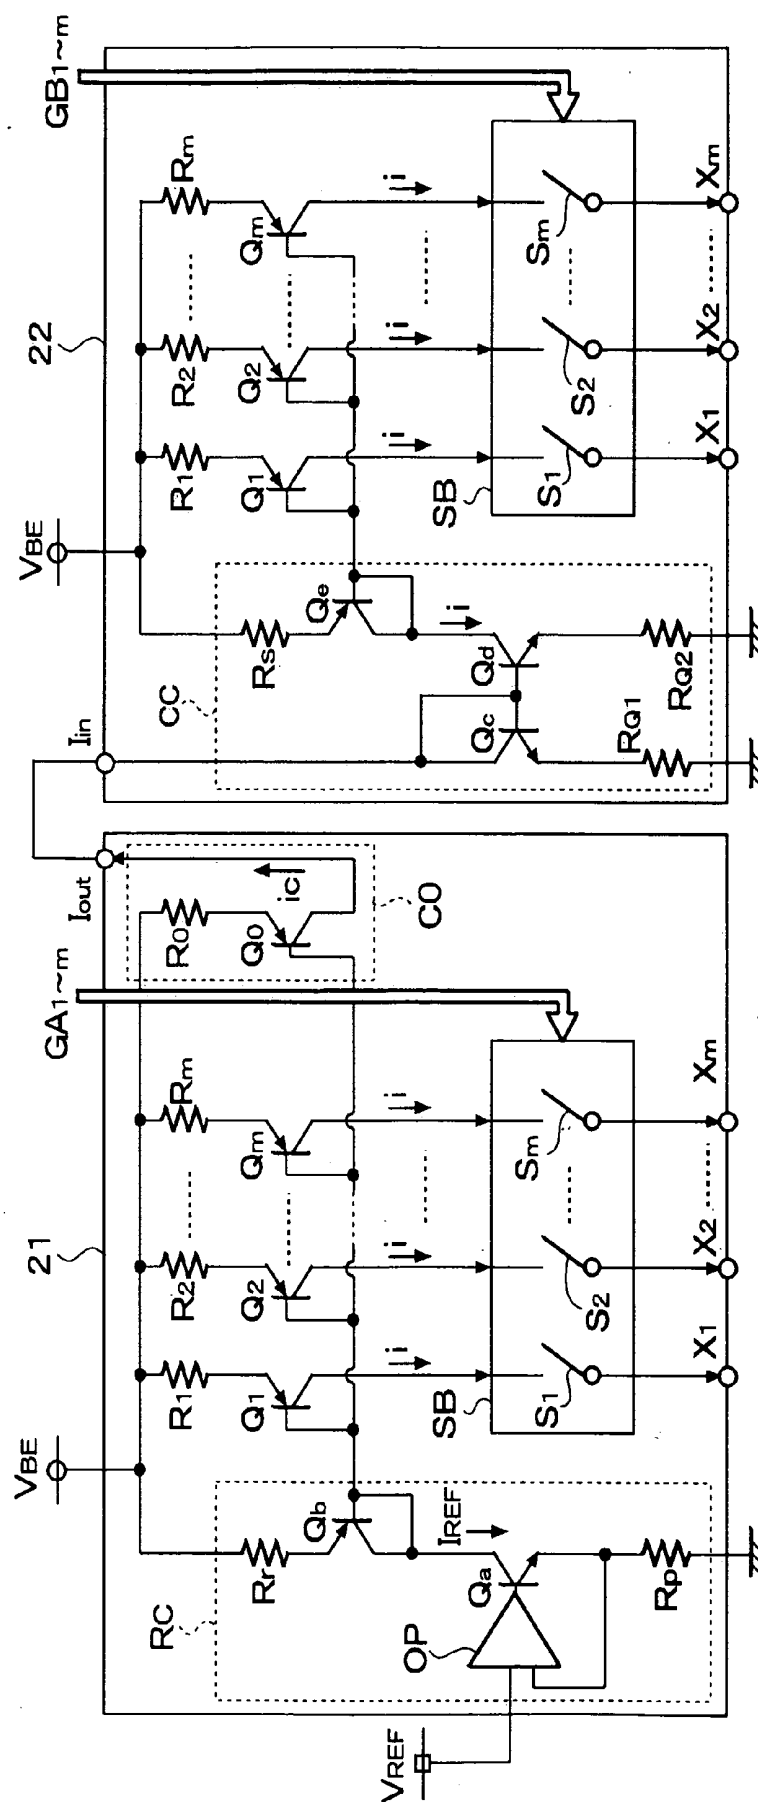 21
VBE
GA1~m
Iout
R1
R2
Rm
R0
Q1
Q2
Qm
Q0
ic
CO
RC
Rr
Qb
IREF
i
i
i
OP
Qa
Rp
VREF
SB
S1
S2
Sm
X1
X2
Xm
22
Iin
VBE
GB1~m
CC
Rs
Qe
R1
R2
Rm
Q1
Q2
Qm
i
i
i
i
Qc
Qd
RQ1
RQ2
SB
S1
S2
Sm
X1
X2
Xm